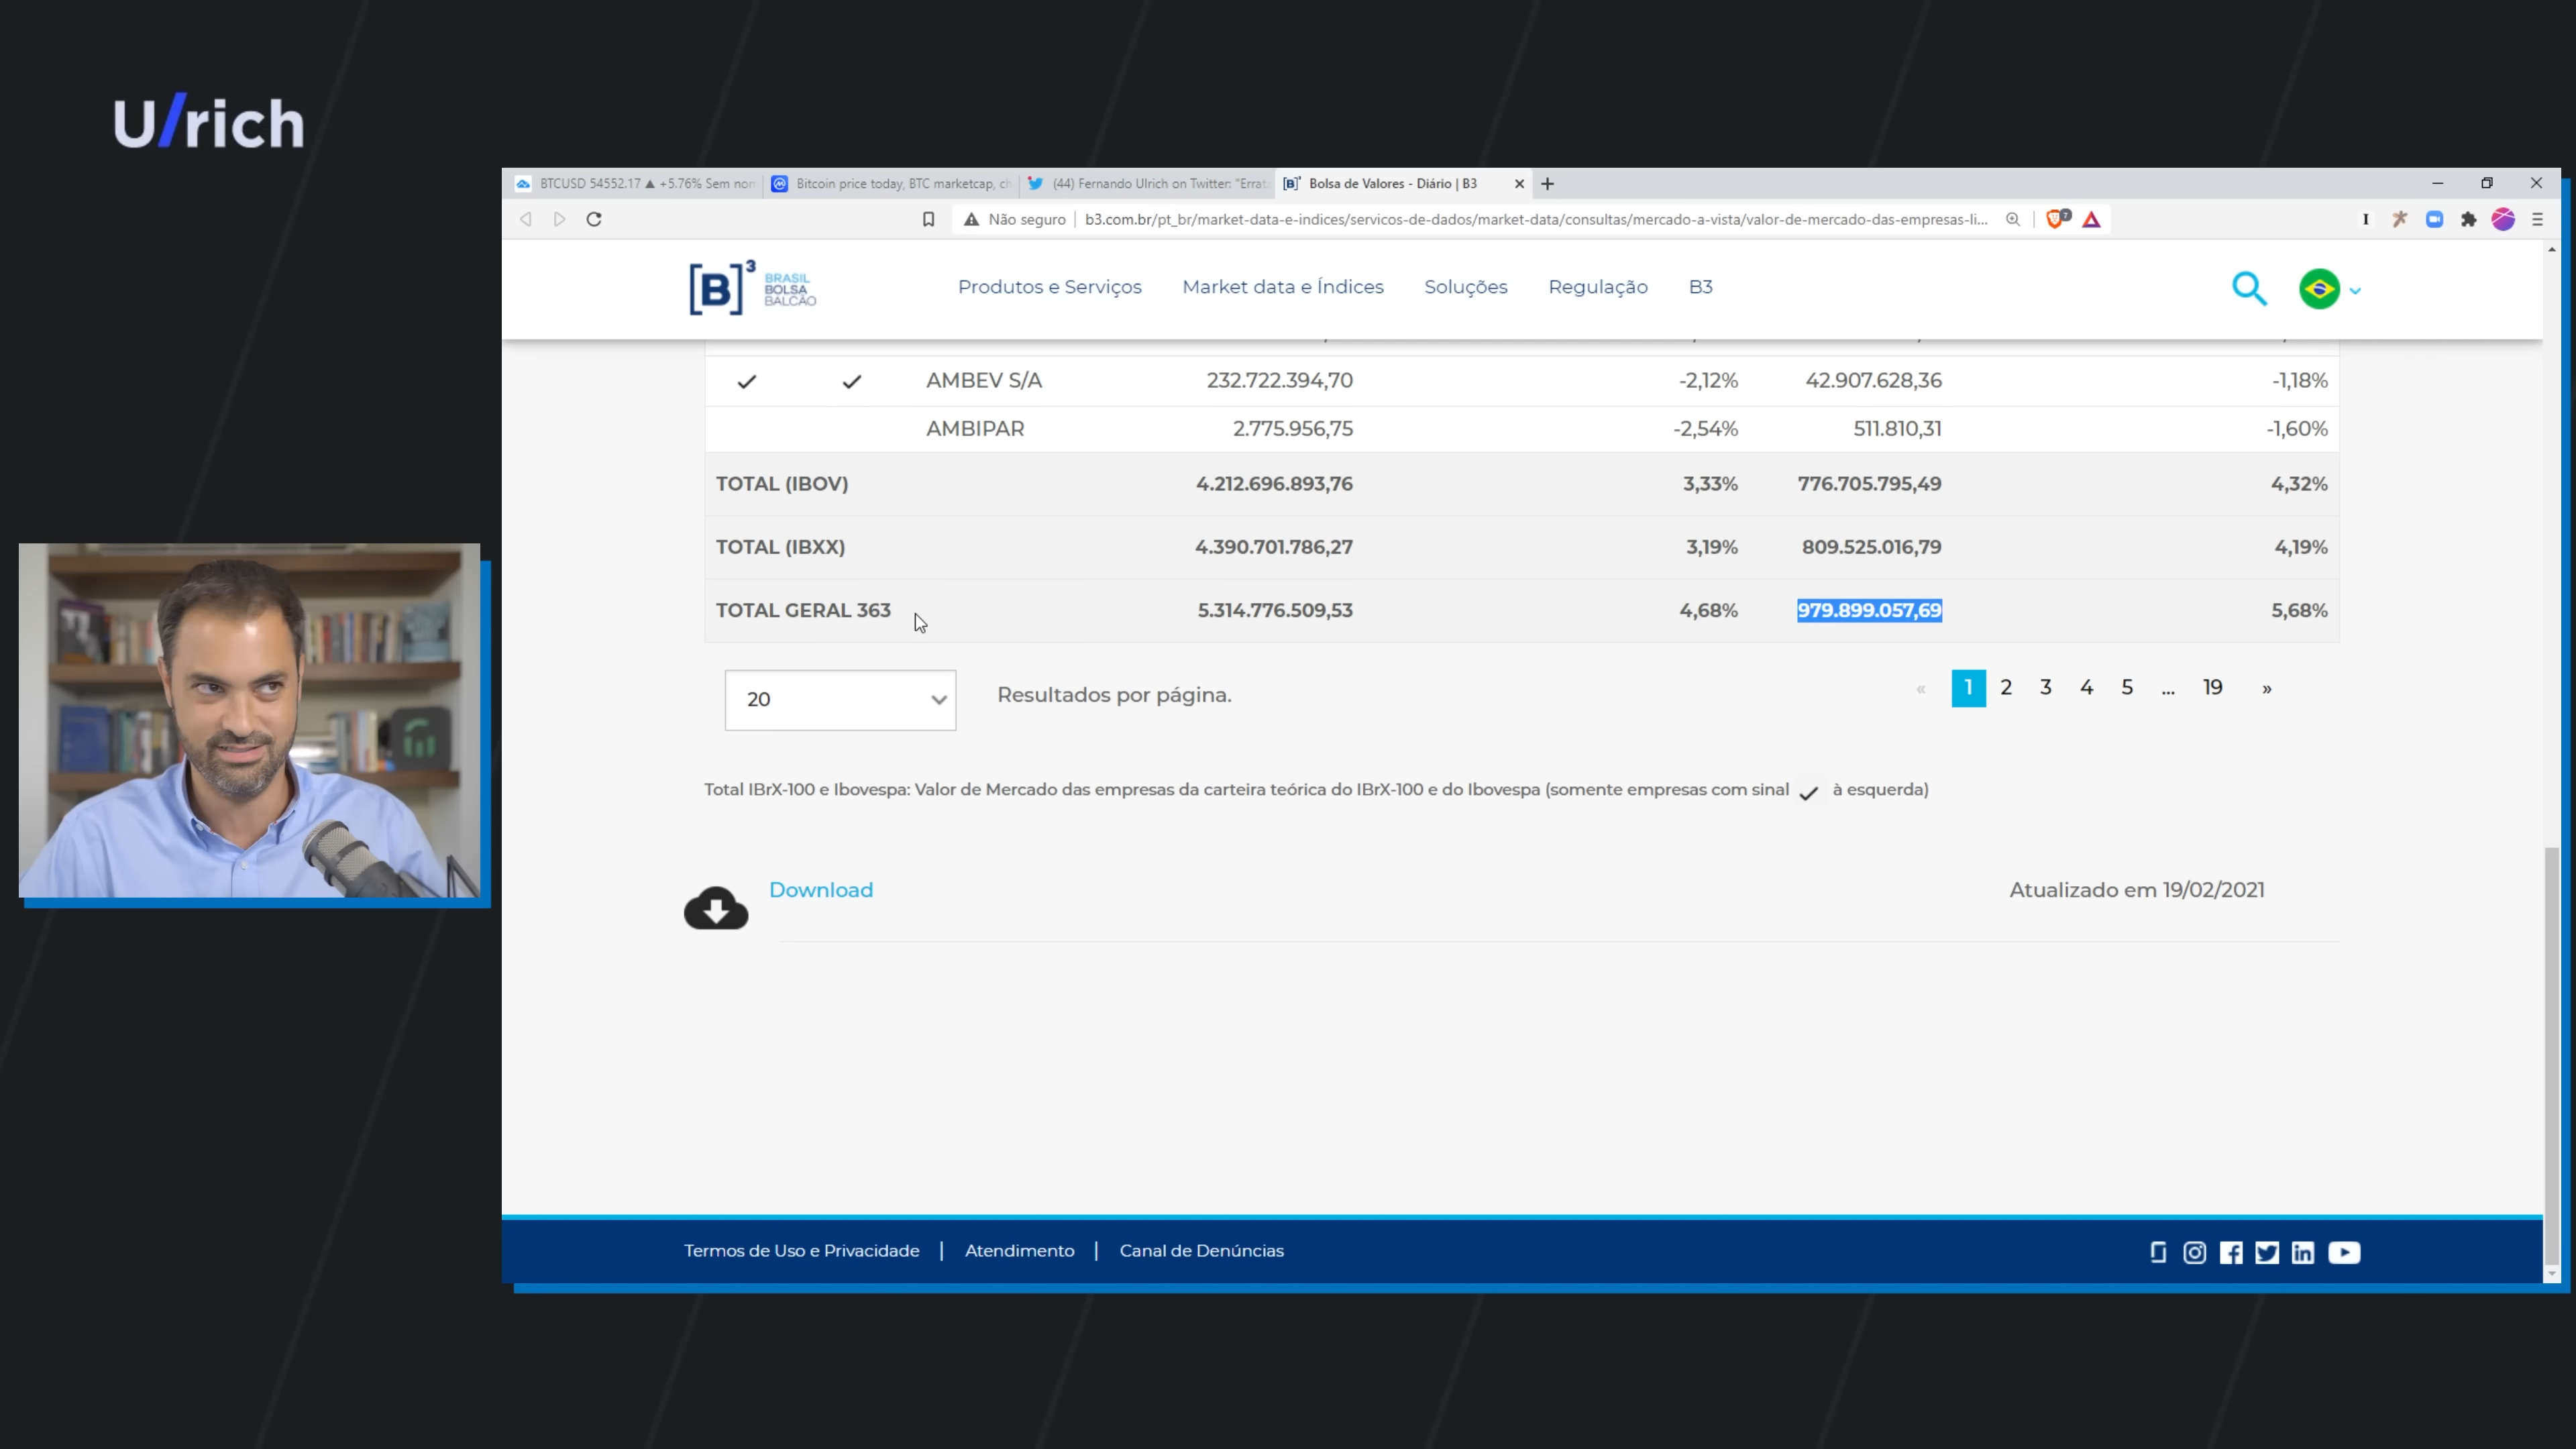 U/rich
BTCUSD 54552.17 ▲ +5.76% Sem non
Bitcoin price today, BTC marketcap, ch
(44) Fernando Ulrich on Twitter: "Errat
[B]³ Bolsa de Valores - Diário | B3
Não seguro | b3.com.br/pt_br/market-data-e-indices/servicos-de-dados/market-data/consultas/mercado-a-vista/valor-de-mercado-das-empresas-li...
7
[B]³ BRASIL
BOLSA
BALCÃO
Produtos e Serviços Market data e Índices Soluções Regulação B3
AMBEV S/A 232.722.394,70 -2,12% 42.907.628,36 -1,18%
AMBIPAR 2.775.956,75 -2,54% 511.810,31 -1,60%
TOTAL (IBOV) 4.212.696.893,76 3,33% 776.705.795,49 4,32%
TOTAL (IBXX) 4.390.701.786,27 3,19% 809.525.016,79 4,19%
TOTAL GERAL 363 5.314.776.509,53 4,68% 979.899.057,69 5,68%
20 Resultados por página. « 1 2 3 4 5 ... 19 »
Total IBrX-100 e Ibovespa: Valor de Mercado das empresas da carteira teórica do IBrX-100 e do Ibovespa (somente empresas com sinal ✓ à esquerda)
Download Atualizado em 19/02/2021
Termos de Uso e Privacidade | Atendimento | Canal de Denúncias